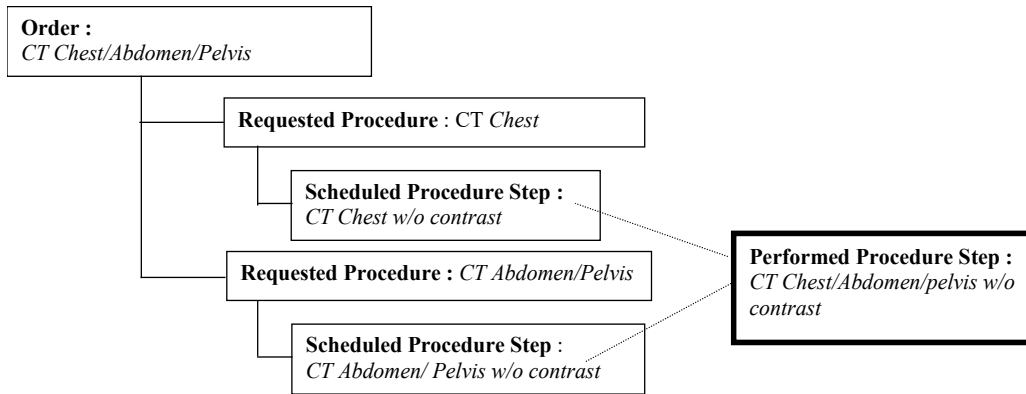 Order :
CT Chest/Abdomen/Pelvis
Requested Procedure : CT Chest
Scheduled Procedure Step :
CT Chest w/o contrast
Requested Procedure : CT Abdomen/Pelvis
Scheduled Procedure Step :
CT Abdomen/ Pelvis w/o contrast
Performed Procedure Step :
CT Chest/Abdomen/pelvis w/o
contrast